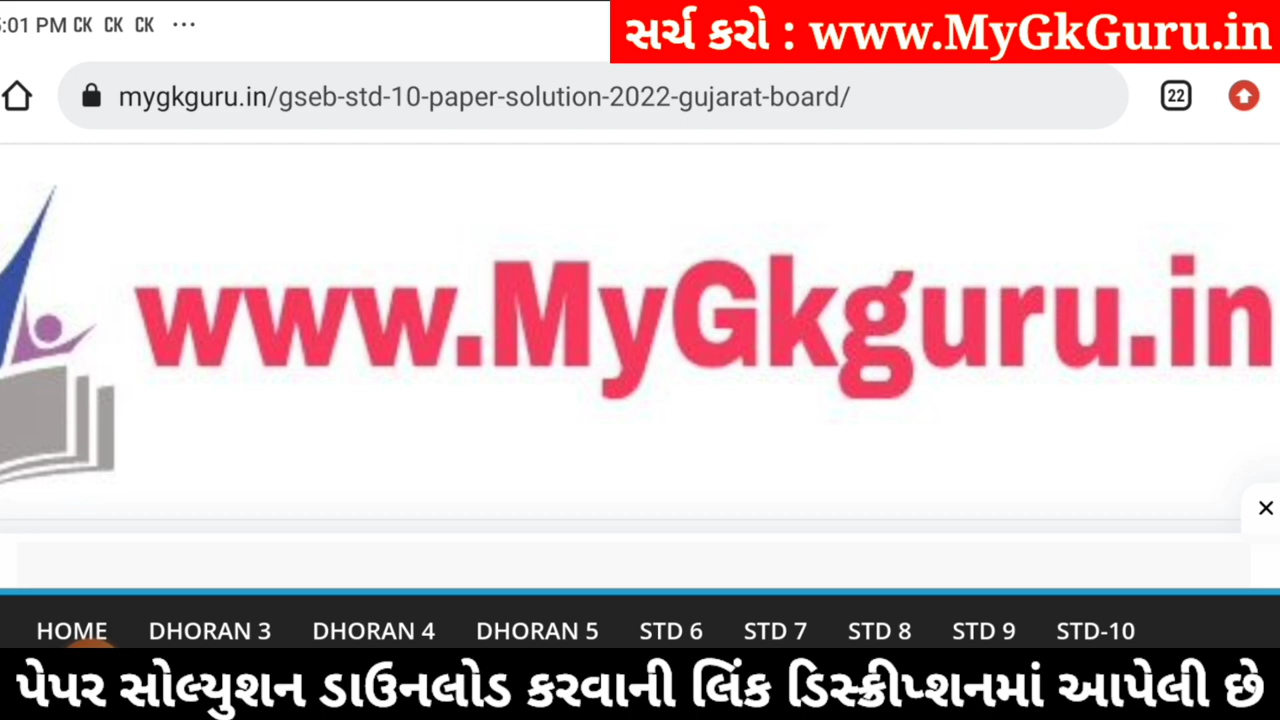 5:01 PM CK CK CK ...
સર્ચ કરો : www.MyGkGuru.in
mygkguru.in/gseb-std-10-paper-solution-2022-gujarat-board/
22
www.MyGkguru.in
HOME DHORAN 3 DHORAN 4 DHORAN 5 STD 6 STD 7 STD 8 STD 9 STD-10
પેપર સોલ્યુશન ડાઉનલોડ કરવાની લિંક ડિસ્ક્રીપ્શનમાં આપેલી છે